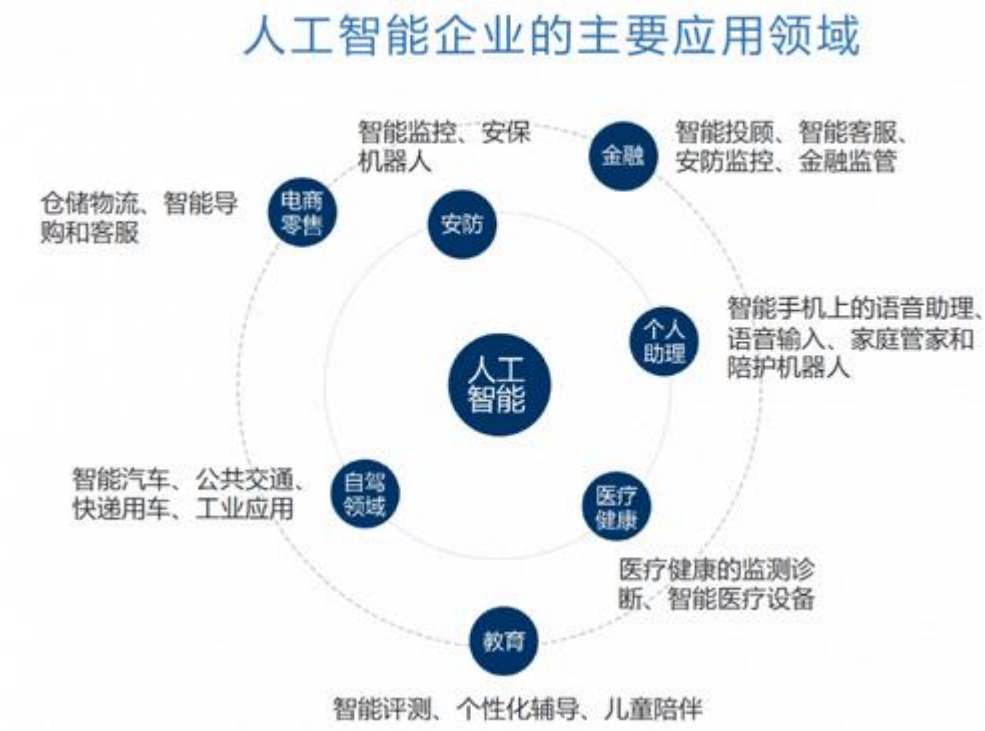 人工智能企业的主要应用领域
智能监控、安保
机器人
金融
智能投顾、智能客服、
安防监控、金融监管
仓储物流、智能导
购和客服
电商
零售
安防
智能手机上的语音助理、
语音输入、家庭管家和
陪护机器人
个人
助理
人工
智能
智能汽车、公共交通、
快递用车、工业应用
自驾
领域
医疗
健康
医疗健康的监测诊
断、智能医疗设备
教育
智能评测、个性化辅导、儿童陪伴